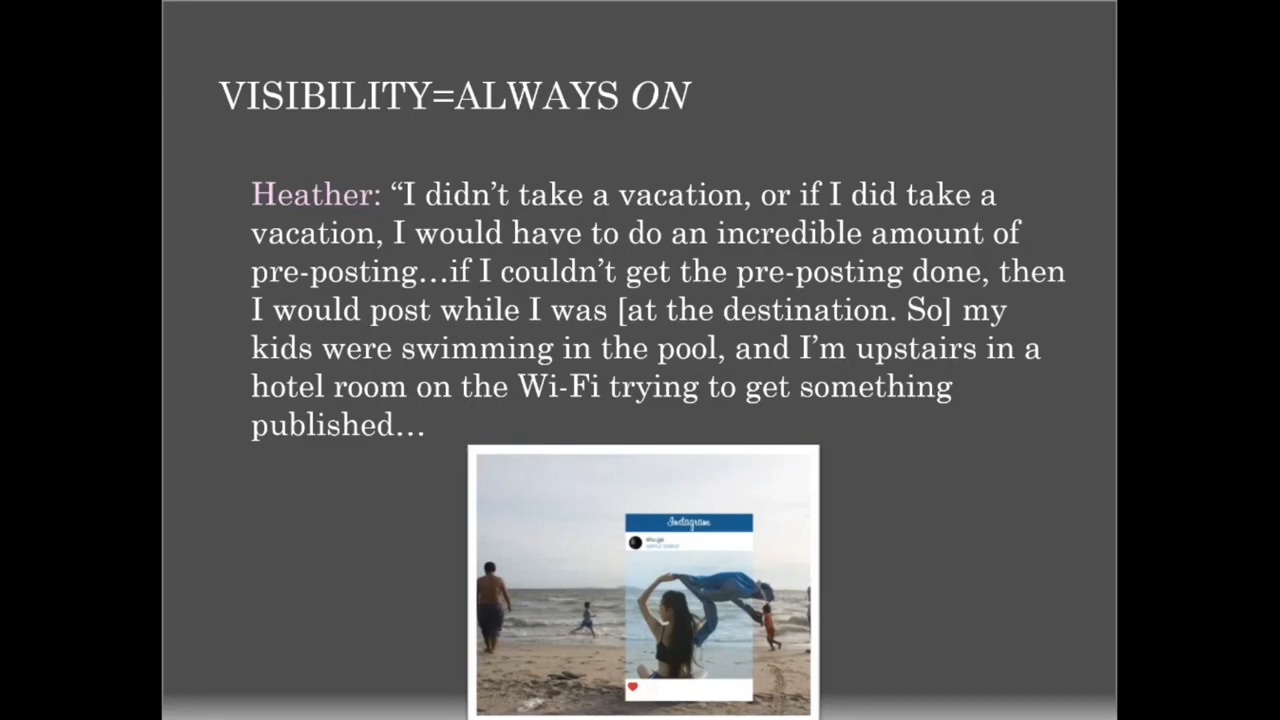 VISIBILITY=ALWAYS ON
Heather: “I didn’t take a vacation, or if I did take a
vacation, I would have to do an incredible amount of
pre-posting…if I couldn’t get the pre-posting done, then
I would post while I was [at the destination. So] my
kids were swimming in the pool, and I’m upstairs in a
hotel room on the Wi-Fi trying to get something
published…
Instagram